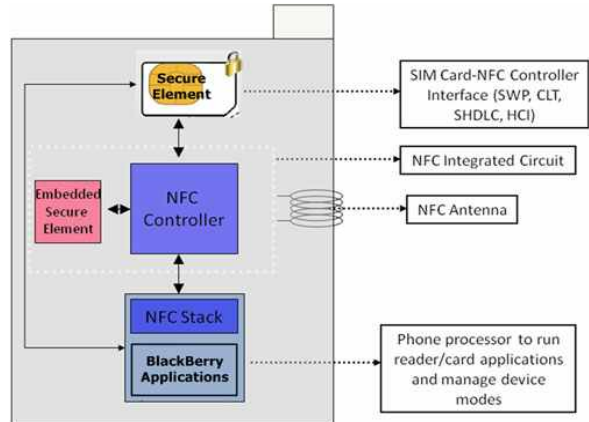 Secure
Element
SIM Card-NFC Controller
Interface (SWP, CLT,
SHDLC, HCI)
NFC Integrated Circuit
Embedded
Secure
Element
NFC
Controller
NFC Antenna
NFC Stack
BlackBerry
Applications
Phone processor to run
reader/card applications
and manage device
modes